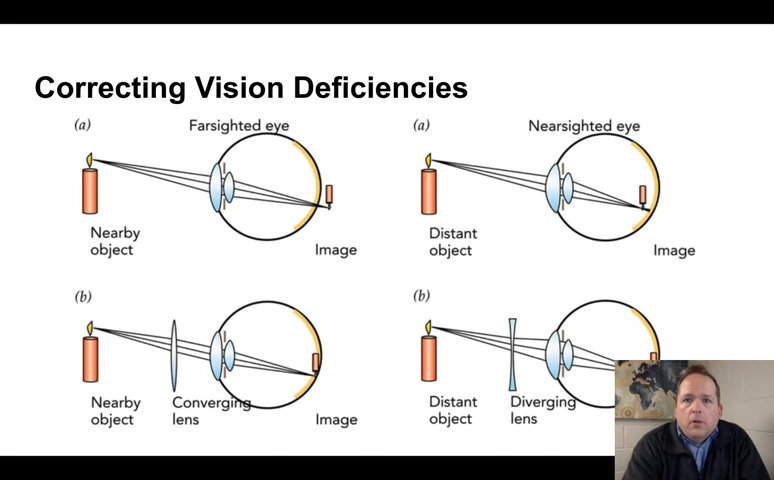 Correcting Vision Deficiencies
(a)
Farsighted eye
Nearby
object
Image
(a)
Nearsighted eye
Distant
object
Image
(b)
Nearby
object
Converging
lens
Image
(b)
Distant
object
Diverging
lens